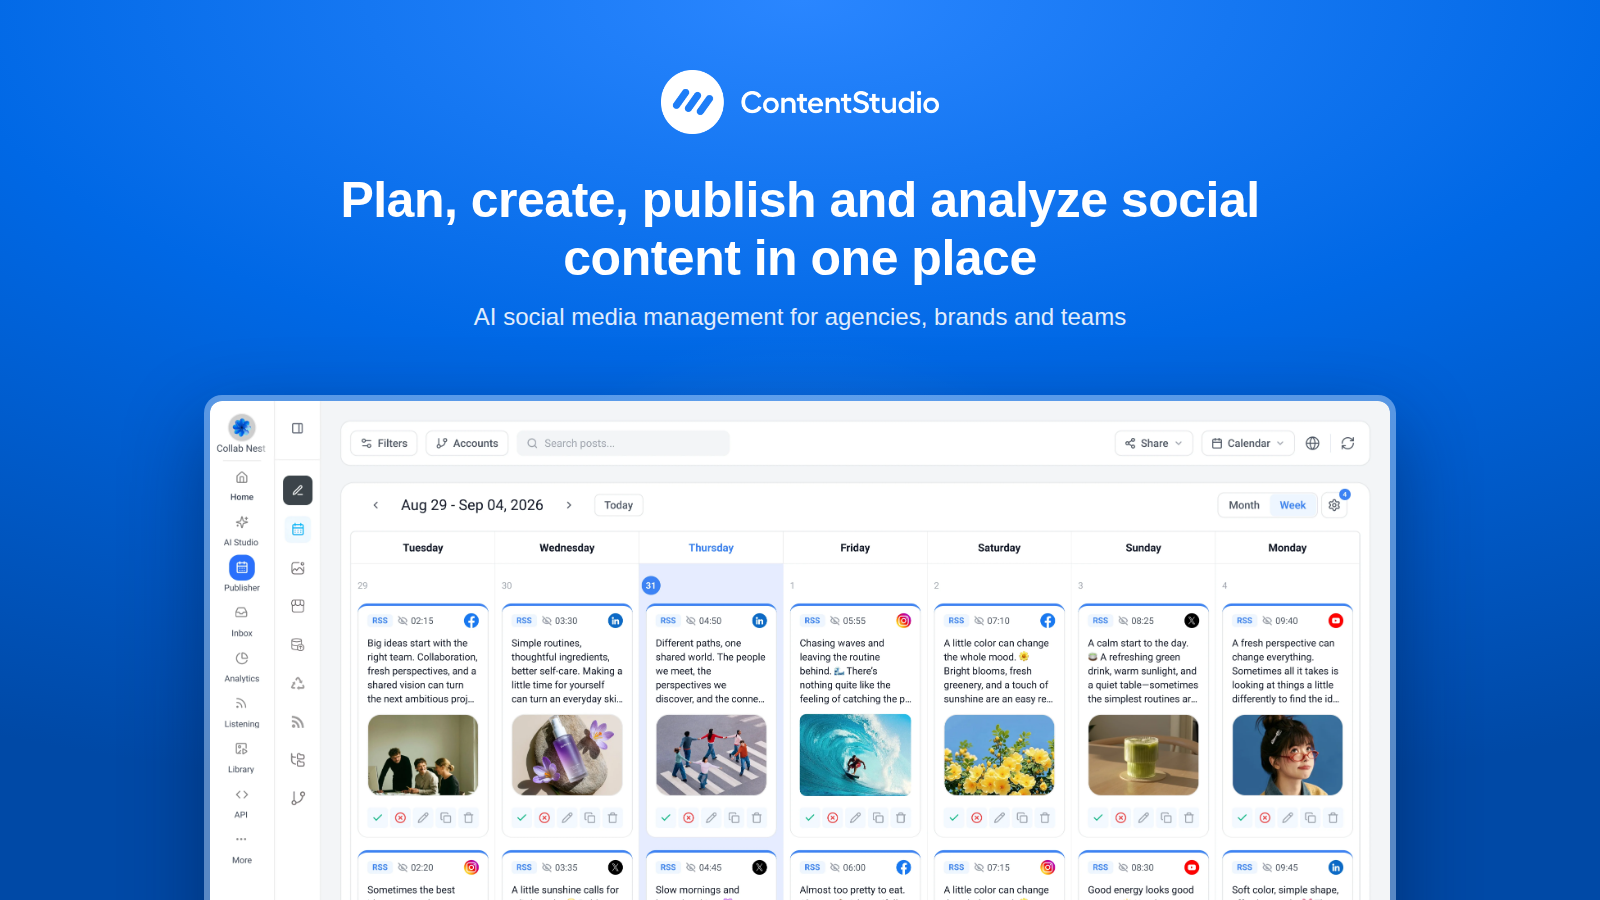 ContentStudio
Plan, create, publish and analyze social
content in one place
AI social media management for agencies, brands and teams
Collab Nest
Home
AI Studio
Publisher
Inbox
Analytics
Listening
Library
API
More
Filters
Accounts
Search posts...
Share
Calendar
Aug 29 - Sep 04, 2026
Today
Month
Week
4
Tuesday
Wednesday
Thursday
Friday
Saturday
Sunday
Monday
29
30
31
1
2
3
4
RSS 02:15
Big ideas start with the
right team. Collaboration,
fresh perspectives, and a
shared vision can turn
the next ambitious proj...
RSS 03:30
in
Simple routines,
thoughtful ingredients,
better self-care. Making a
little time for yourself
can turn an everyday ski...
RSS 04:50
in
Different paths, one
shared world. The people
we meet, the
perspectives we
discover, and the conne...
RSS 05:55
Chasing waves and
leaving the routine
behind. 🌊 There's
nothing quite like the
feeling of catching the p...
RSS 07:10
A little color can change
the whole mood. 🌼
Bright blooms, fresh
greenery, and a touch of
sunshine are an easy re...
RSS 08:25
A calm start to the day.
🍵 A refreshing green
drink, warm sunlight, and
a quiet table—sometimes
the simplest routines ar...
RSS 09:40
A fresh perspective can
change everything.
Sometimes all it takes is
looking at things a little
differently to find the id...
RSS 02:20
Sometimes the best
RSS 03:35
A little sunshine calls for
RSS 04:45
Slow mornings and
RSS 06:00
Almost too pretty to eat.
RSS 07:15
A little color can change
RSS 08:30
Good energy looks good
RSS 09:45
in
Soft color, simple shape,